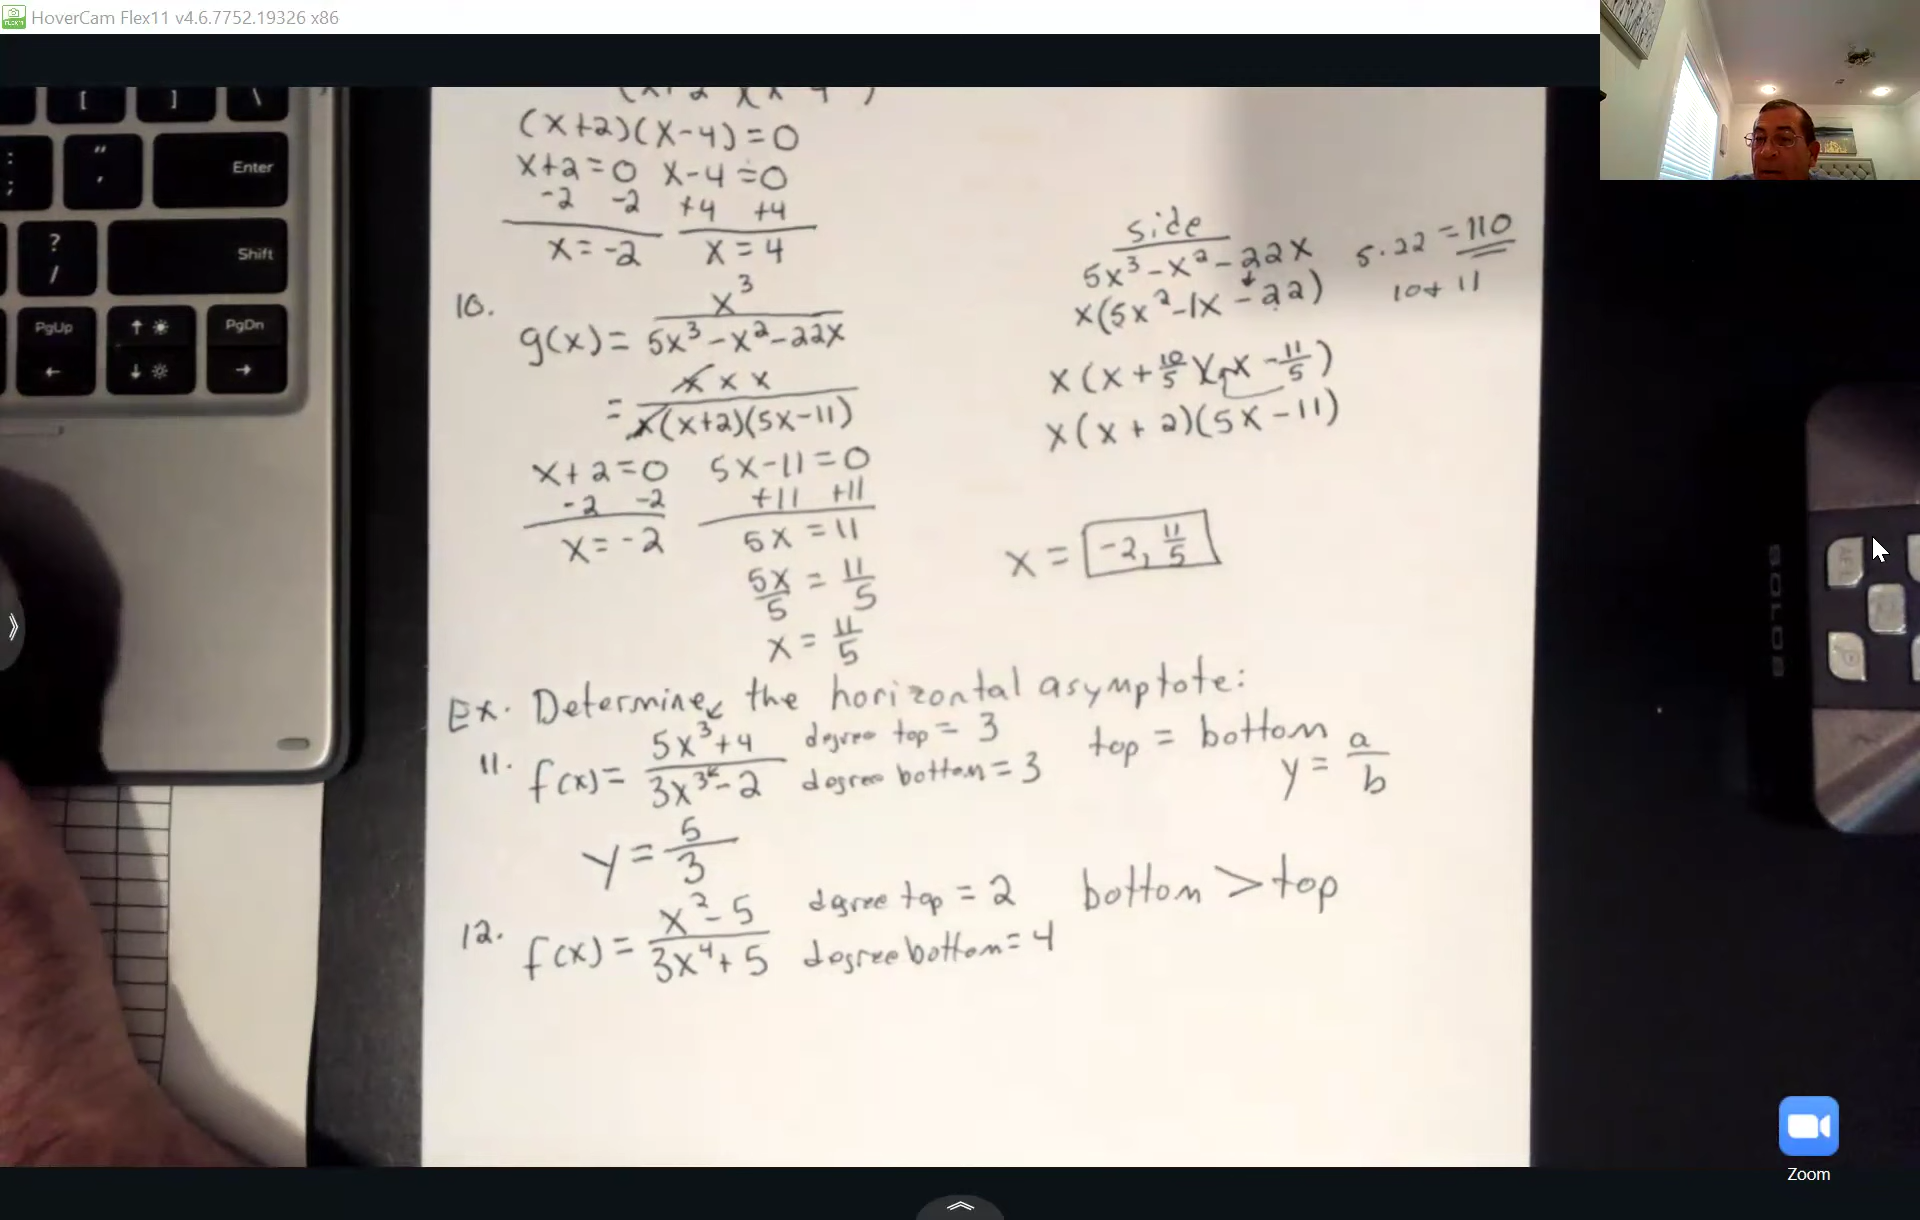 HoverCam Flex11 v4.6.7752.19326 x86
[ ] \
: ; " ' Enter
? / Shift
PgUp PgDn
(x+2)(x-4)=0
x+2=0 x-4=0
-2 -2 +4 +4
x=-2 x=4
10. g(x)= x³ / 5x³-x²-22x
= x x x / x(x+2)(5x-11)
x+2=0 5x-11=0
-2 -2 +11 +11
x=-2 5x=11
5x/5 = 11/5
x = 11/5
side
5x³-x²-22x 5·22=110
x(5x²-1x-22) 10+11
x(x+10/5)(x-11/5)
x(x+2)(5x-11)
x = -2, 11/5
Ex. Determine the horizontal asymptote:
11. f(x)= 5x³+4 / 3x³-2 degree top = 3 top = bottom
degree bottom = 3 y = a/b
y = 5/3
12. f(x)= x²-5 / 3x⁴+5 degree top = 2 bottom > top
degree bottom = 4
Zoom